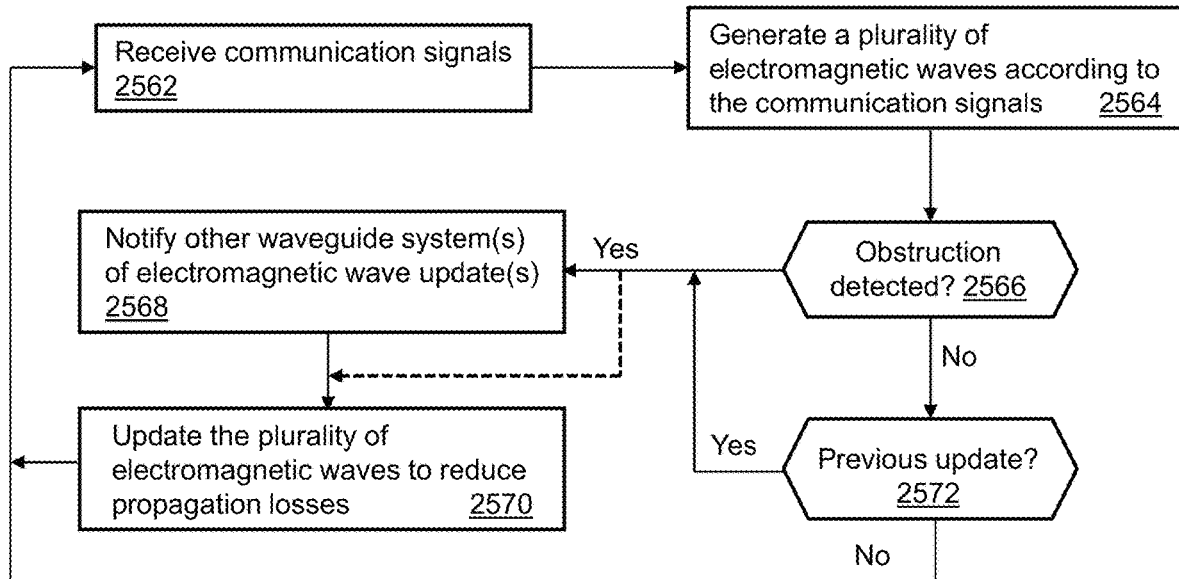 Receive communication signals
2562
Generate a plurality of
electromagnetic waves according to
the communication signals 2564
Notify other waveguide system(s)
of electromagnetic wave update(s)
2568
Yes
Obstruction
detected? 2566
No
Update the plurality of
electromagnetic waves to reduce
propagation losses 2570
Yes
Previous update?
2572
No